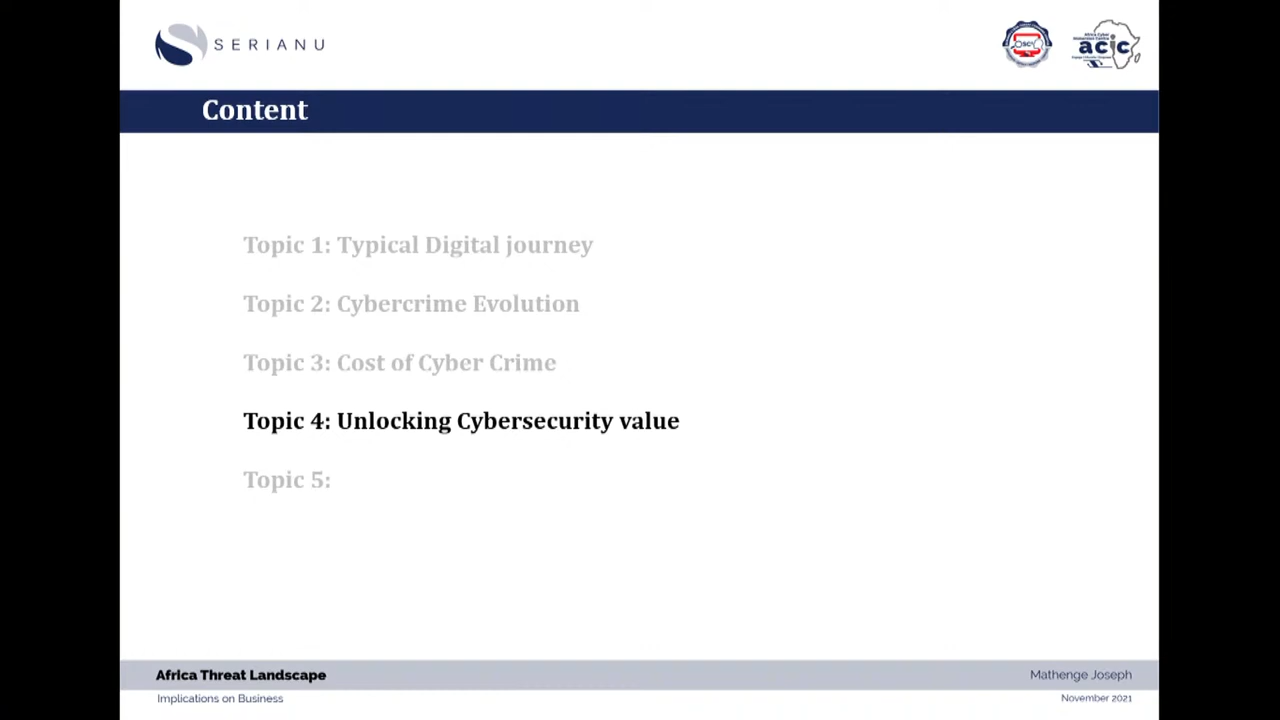 SERIANU
acic
Content
Topic 1: Typical Digital journey
Topic 2: Cybercrime Evolution
Topic 3: Cost of Cyber Crime
Topic 4: Unlocking Cybersecurity value
Topic 5:
Africa Threat Landscape
Mathenge Joseph
Implications on Business
November 2021